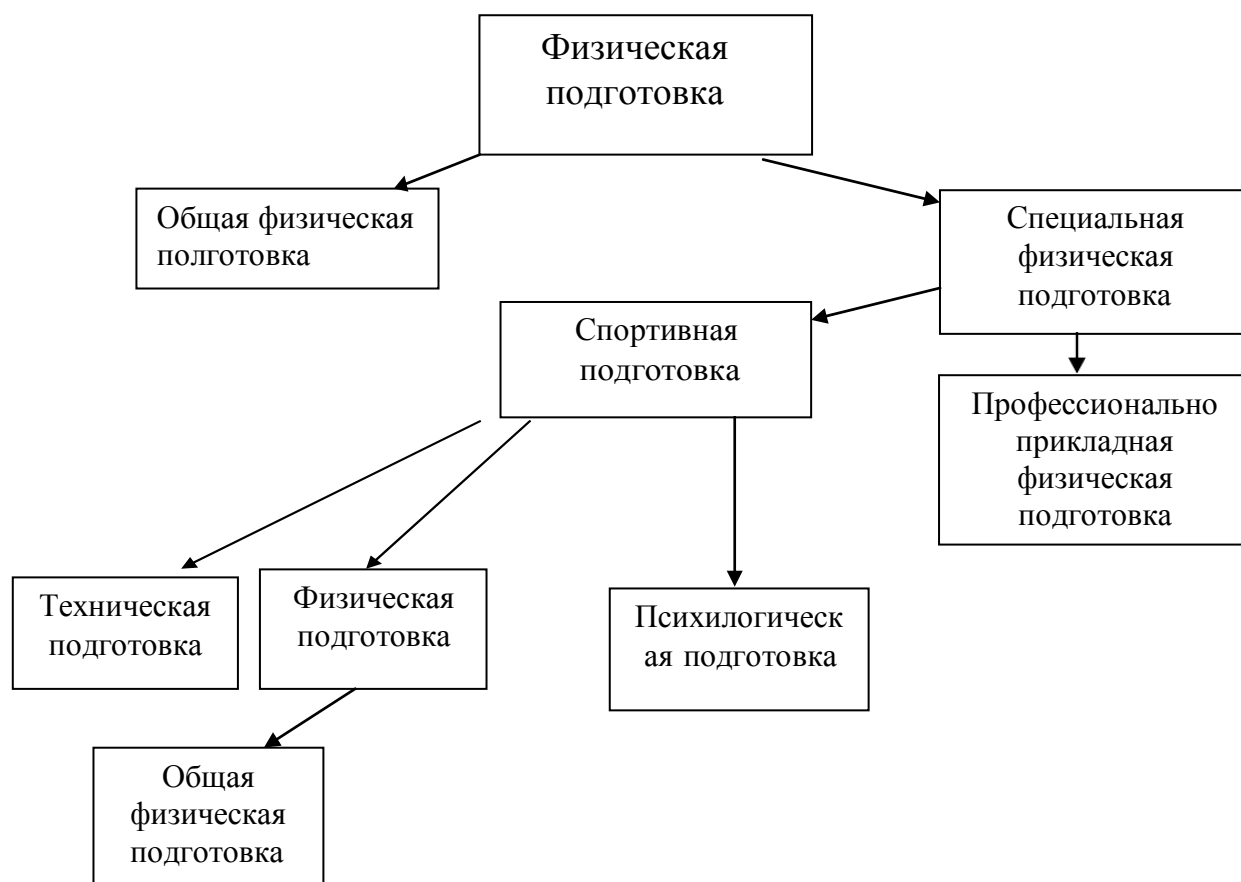 Физическая
подготовка
Общая физическая
полготовка
Специальная
физическая
подготовка
Спортивная
подготовка
Профессионально
прикладная
физическая
подготовка
Техническая
подготовка
Физическая
подготовка
Психилогическ
ая подготовка
Общая
физическая
подготовка